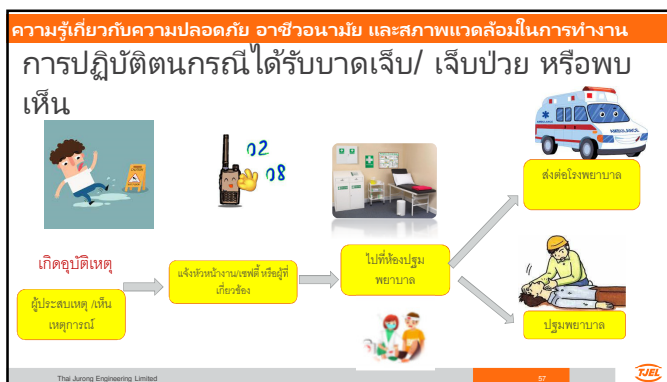 ความรู้เกี่ยวกับความปลอดภัย อาชีวอนามัย และสภาพแวดล้อมในการทำงาน
การปฏิบัติตนกรณีได้รับบาดเจ็บ/ เจ็บป่วย หรือพบ
เห็น
02
08
AMBULANCE
ส่งต่อโรงพยาบาล
เกิดอุบัติเหตุ
ผู้ประสบเหตุ /เห็น
เหตุการณ์
แจ้งหัวหน้างาน/เซฟตี้ หรือผู้ที่
เกี่ยวข้อง
ไปที่ห้องปฐม
พยาบาล
ปฐมพยาบาล
Thai Jurong Engineering Limited
57
TJEL